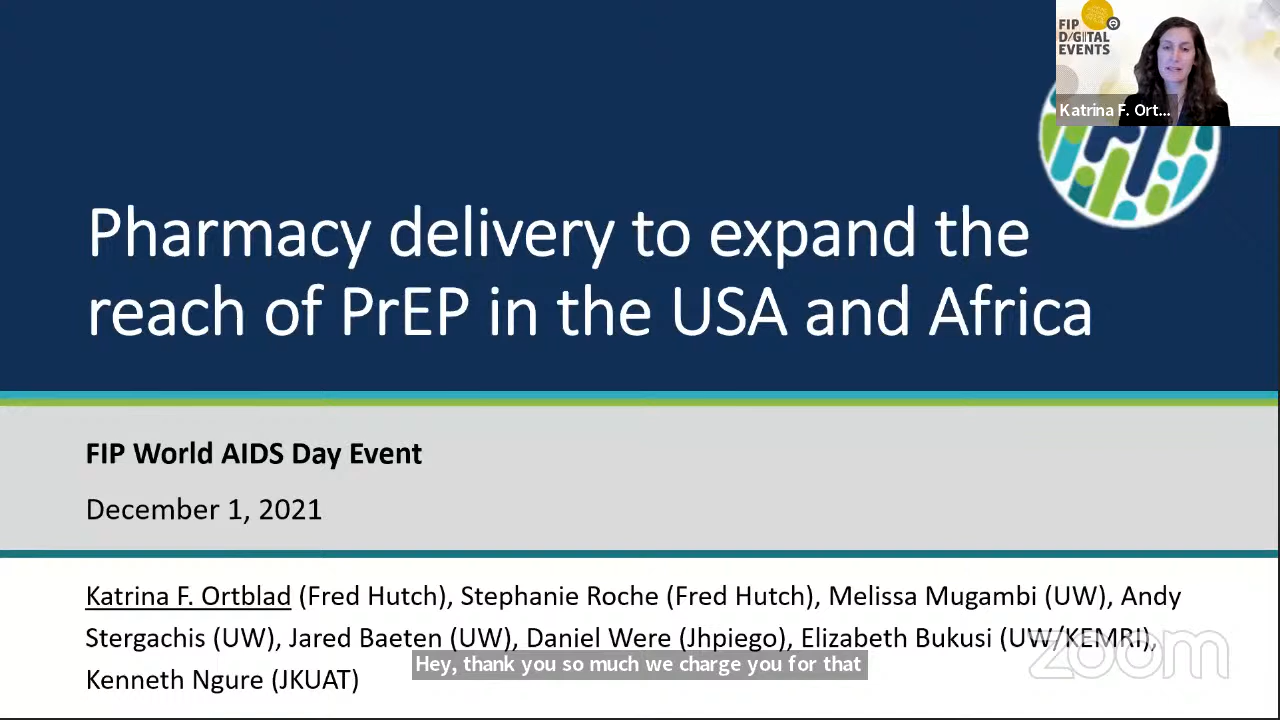 FIP
DIGITAL
EVENTS
Katrina F. Ort...
Pharmacy delivery to expand the
reach of PrEP in the USA and Africa
FIP World AIDS Day Event
December 1, 2021
Katrina F. Ortblad (Fred Hutch), Stephanie Roche (Fred Hutch), Melissa Mugambi (UW), Andy
Stergachis (UW), Jared Baeten (UW), Daniel Were (Jhpiego), Elizabeth Bukusi (UW/KEMRI),
Kenneth Ngure (JKUAT)
Hey, thank you so much we charge you for that
zoom